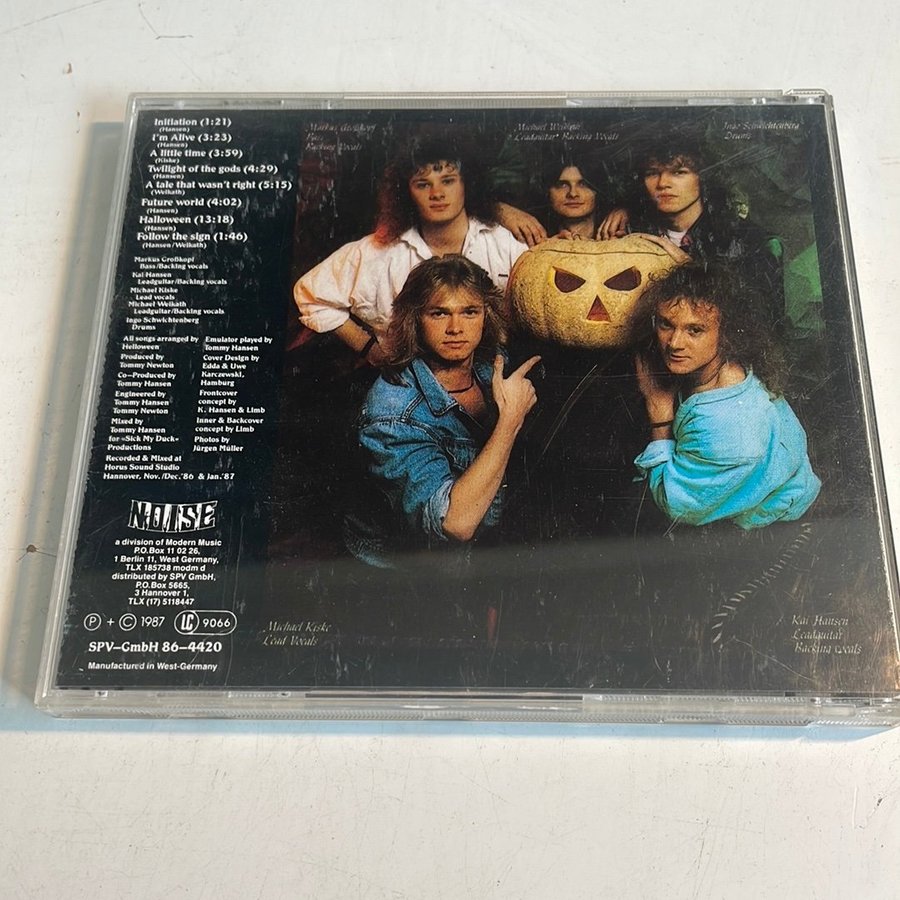 Initiation (1:21)
(Hansen)
I'm Alive (3:23)
(Hansen)
A little time (3:59)
(Kiske)
Twilight of the gods (4:29)
(Hansen)
A tale that wasn't right (5:15)
(Weikath)
Future world (4:02)
(Hansen)
Halloween (13:18)
(Hansen)
Follow the sign (1:46)
(Hansen/Weikath)
Markus Großkopf
Bass/Backing vocals
Kai Hansen
Leadguitar/Backing vocals
Michael Kiske
Lead vocals
Michael Weikath
Leadguitar/Backing vocals
Ingo Schwichtenberg
Drums
All songs arranged by
Helloween
Produced by
Tommy Newton
Co-Produced by
Tommy Hansen
Engineered by
Tommy Hansen
Tommy Newton
Mixed by
Tommy Hansen
for «Sick My Duck»
Productions
Recorded & Mixed at
Horus Sound Studio
Hannover, Nov./Dec.'86 & Jan.'87
Emulator played by
Tommy Hansen
Cover Design by
Edda & Uwe
Karczewski,
Hamburg
Frontcover
concept by
K. Hansen & Limb
Inner & Backcover
concept by Limb
Photos by
Jürgen Müller
NOISE
a division of Modern Music
P.O.Box 11 02 26,
1 Berlin 11, West Germany,
TLX 185738 modm d
distributed by SPV GmbH,
P.O.Box 5665,
3 Hannover 1,
TLX (17) 5118447
Ⓟ + © 1987 LC 9066
SPV-GmbH 86-4420
Manufactured in West-Germany
Markus Großkopf
Bass
Backing Vocals
Michael Weikath
Leadguitar Backing Vocals
Ingo Schwichtenberg
Drums
Michael Kiske
Lead Vocals
Kai Hansen
Leadguitar
Backing vocals